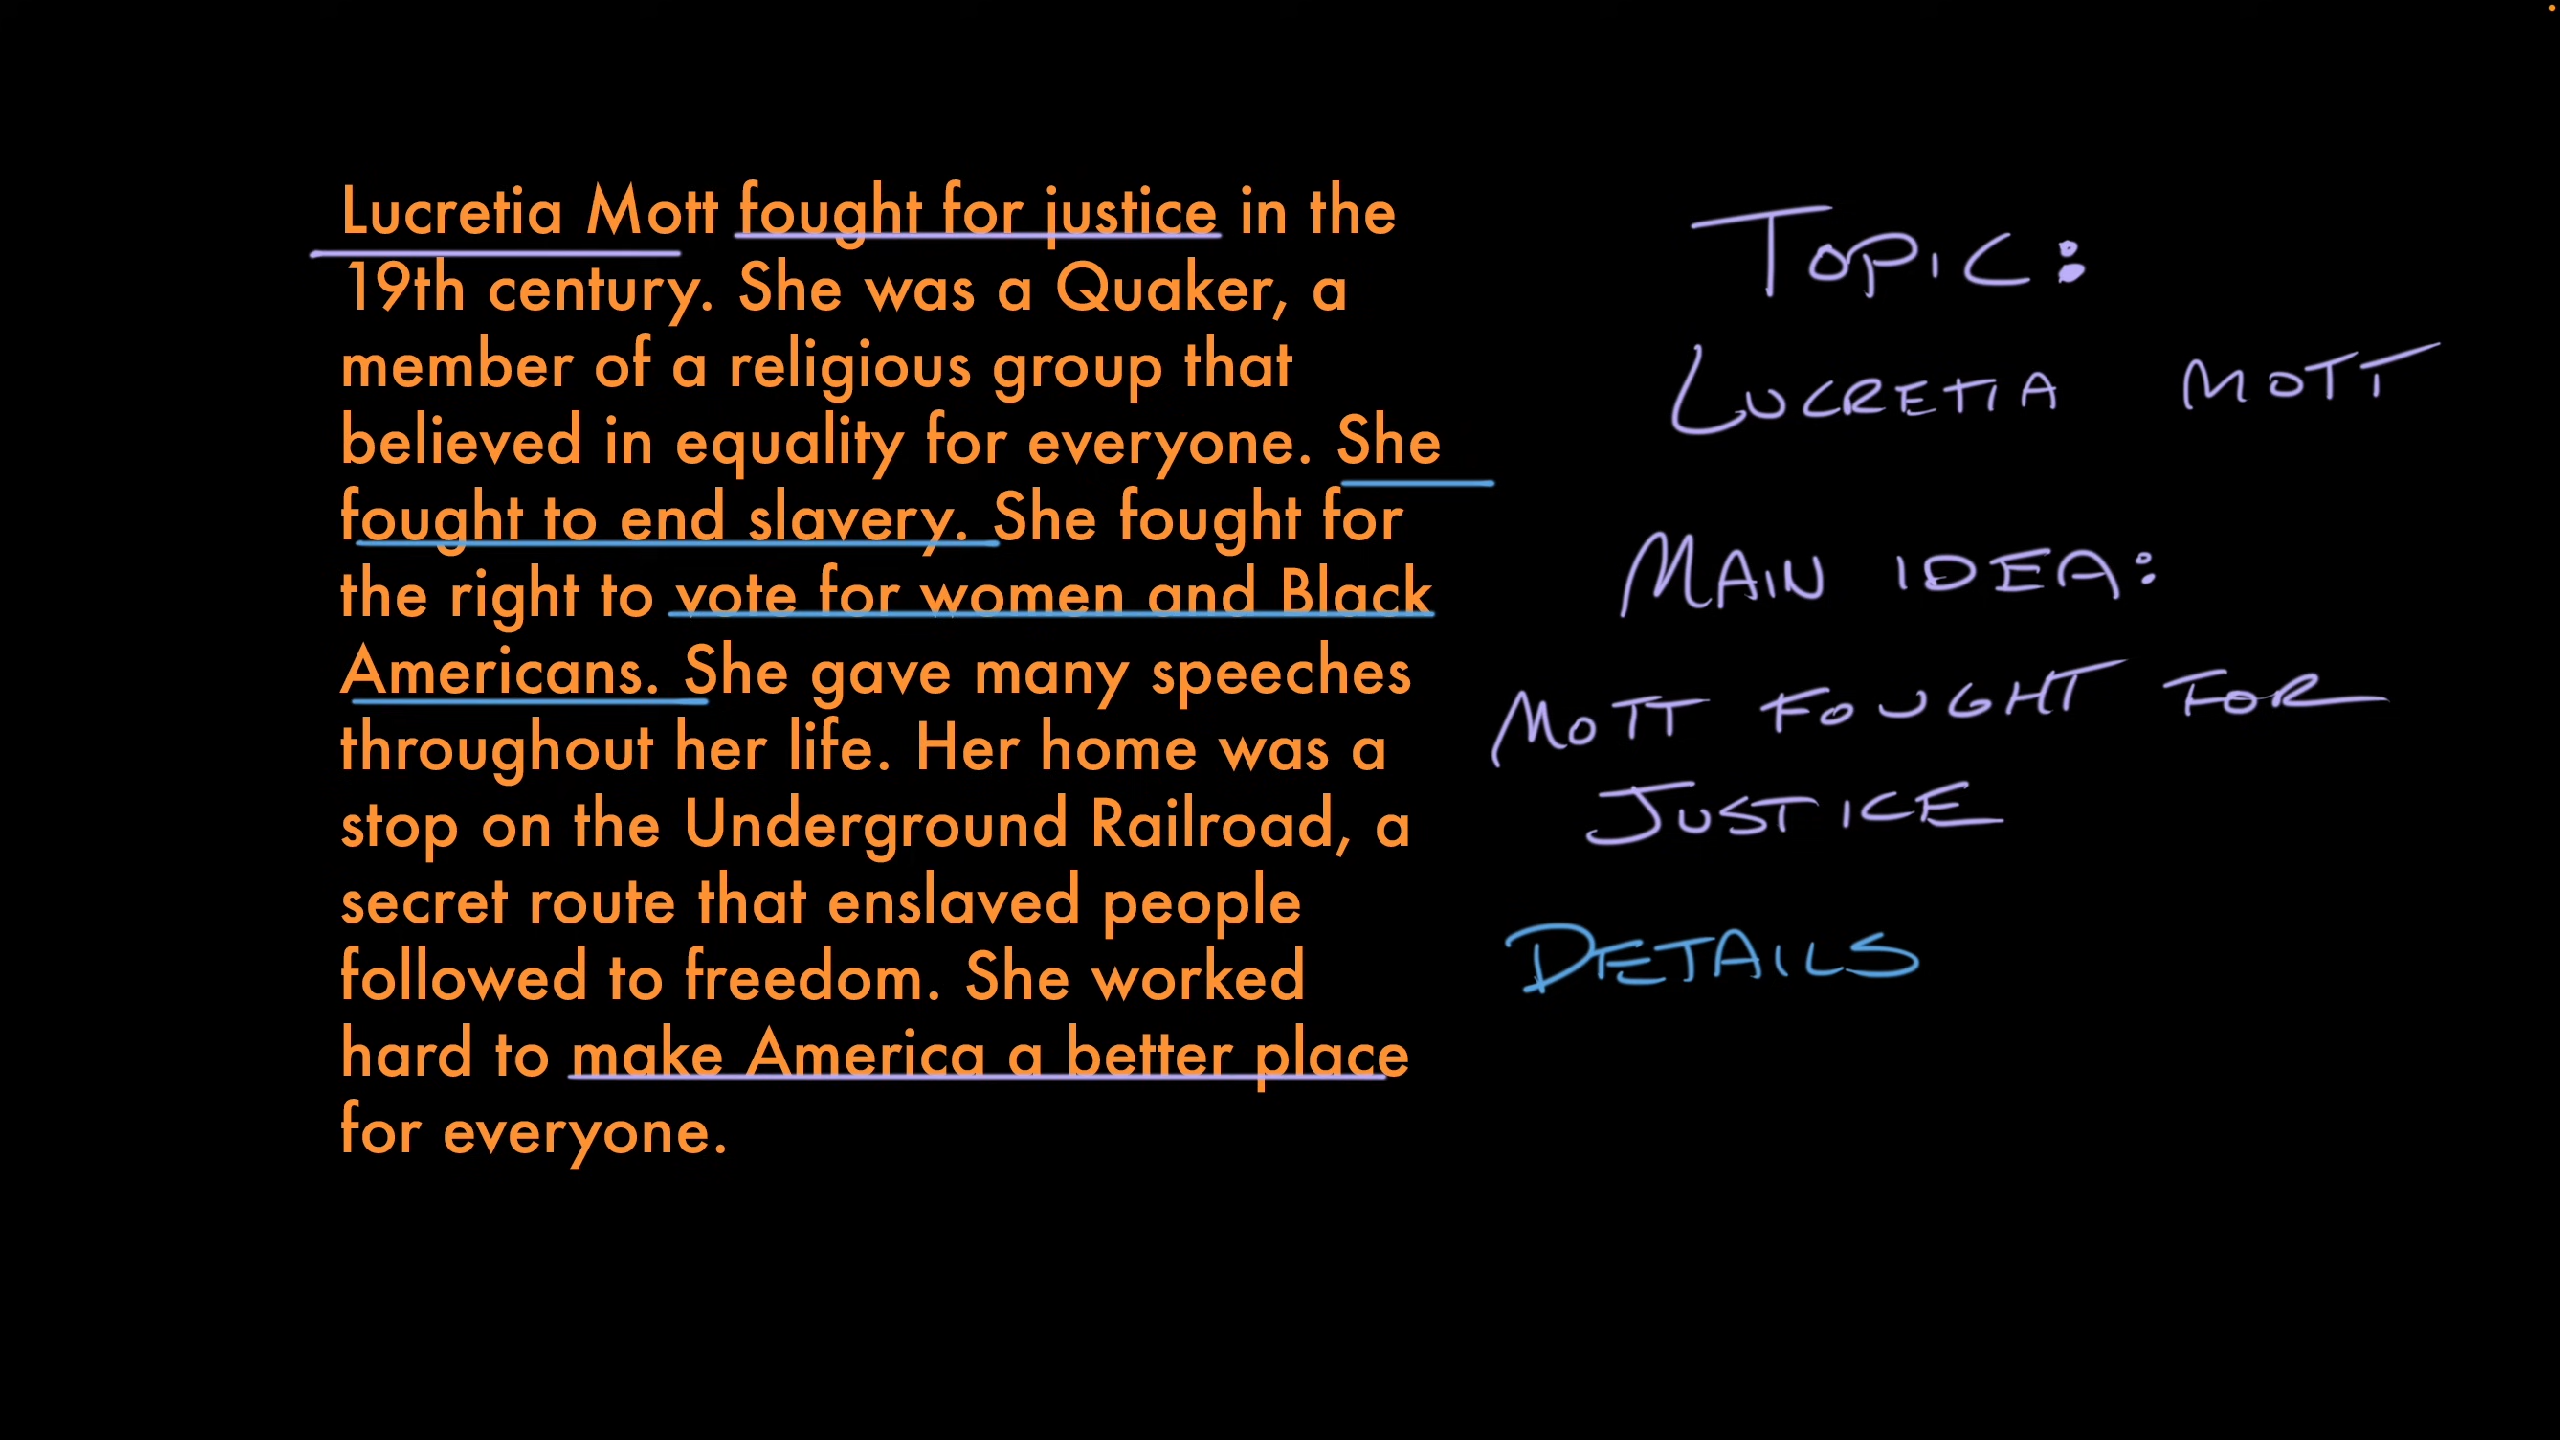 Lucretia Mott fought for justice in the
19th century. She was a Quaker, a
member of a religious group that
believed in equality for everyone. She
fought to end slavery. She fought for
the right to vote for women and Black
Americans. She gave many speeches
throughout her life. Her home was a
stop on the Underground Railroad, a
secret route that enslaved people
followed to freedom. She worked
hard to make America a better place
for everyone.
TOPIC:
LUCRETIA MOTT
MAIN IDEA:
MOTT FOUGHT FOR
JUSTICE
DETAILS